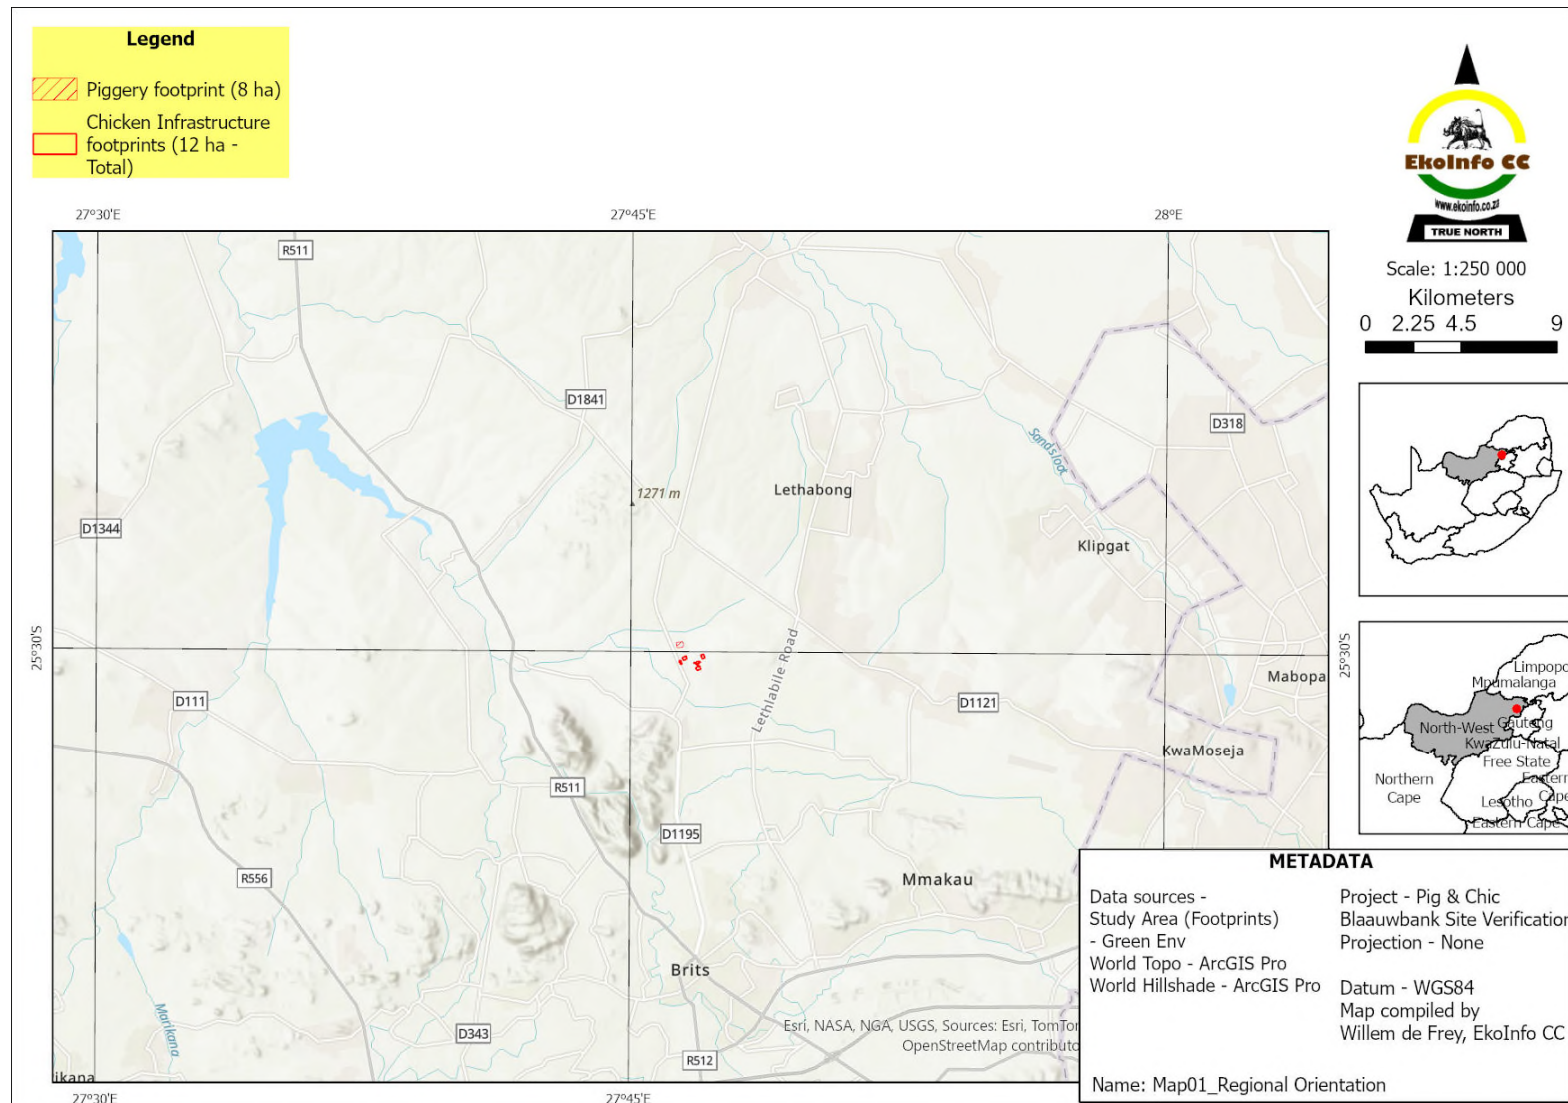 Legend
Piggery footprint (8 ha)
Chicken Infrastructure
footprints (12 ha -
Total)
EkoInfo CC
www.ekoinfo.co.za
TRUE NORTH
Scale: 1:250 000
Kilometers
0 2.25 4.5 9
27°30'E
27°45'E
28°E
R511
D1841
D318
Sandsloot
1271 m
Lethabong
D1344
Klipgat
25°30'S
25°30'S
Lethlabile Road
Mabopa
D111
D1121
KwaMoseja
R511
D1195
R556
Mmakau
Brits
Marikana
D343
R512
ikana
Esri, NASA, NGA, USGS, Sources: Esri, TomTom
OpenStreetMap contributo
27°30'E
27°45'E
Limpopo
Mpumalanga
North-West
Gauteng
KwaZulu-Natal
Free State
Northern
Cape
Eastern
Cape
Lesotho
Eastern Cape
METADATA
Data sources -
Study Area (Footprints)
- Green Env
World Topo - ArcGIS Pro
World Hillshade - ArcGIS Pro
Project - Pig & Chic
Blaauwbank Site Verification
Projection - None
Datum - WGS84
Map compiled by
Willem de Frey, EkoInfo CC
Name: Map01_Regional Orientation